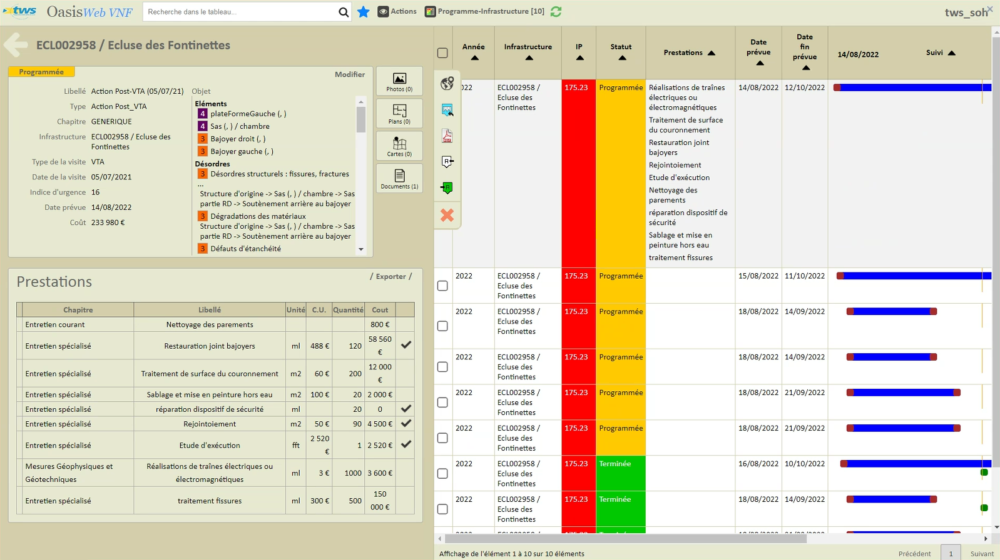 tws OasisWeb VNF
Recherche dans le tableau...
Actions
Programme-Infrastructure [10]
tws_soh
ECL002958 / Ecluse des Fontinettes
Programmée
Modifier
Libellé Action Post-VTA (05/07/21)
Type Action Post_VTA
Chapitre GENERIQUE
Infrastructure ECL002958 / Ecluse des
Fontinettes
Type de la visite VTA
Date de la visite 05/07/2021
Indice d'urgence 16
Date prévue 14/08/2022
Coût 233 980 €
Objet
Eléments
4 plateFormeGauche (, )
4 Sas (, ) / chambre
3 Bajoyer droit (, )
3 Bajoyer gauche (, )
Désordres
3 Désordres structurels : fissures, fractures
...
Structure d'origine -> Sas (, ) / chambre -> Sas
partie RD -> Soutènement arrière au bajoyer
3 Dégradations des matériaux
Structure d'origine -> Sas (, ) / chambre -> Sas
partie RD -> Soutènement arrière au bajoyer
3 Défauts d'étanchéité
Photos (0)
Plans (0)
Cartes (0)
Documents (1)
Prestations
/ Exporter /
Chapitre Libellé Unité C.U. Quantité Cout
Entretien courant Nettoyage des parements 800 €
Entretien spécialisé Restauration joint bajoyers ml 488 € 120 58 560
€
Entretien spécialisé Traitement de surface du couronnement m2 60 € 200 12 000
€
Entretien spécialisé Sablage et mise en peinture hors eau m2 100 € 20 2 000 €
Entretien spécialisé réparation dispositif de sécurité ml 20 0
Entretien spécialisé Rejointoiement m2 50 € 90 4 500 €
Entretien spécialisé Etude d'exécution fft 2 520
€ 1 2 520 €
Mesures Géophysiques et
Géotechniques Réalisations de traînes électriques ou
électromagnétiques ml 3 € 1000 3 600 €
Entretien spécialisé traitement fissures ml 300 € 500 150
000 €
Année Infrastructure IP Statut Prestations Date
prévue Date
fin
prévue 14/08/2022 Suivi
022 ECL002958 /
Ecluse des
Fontinettes 175.23 Programmée
Réalisations de traînes
électriques ou
électromagnétiques
Traitement de surface
du couronnement
Restauration joint
bajoyers
Rejointoiement
Etude d'exécution
Nettoyage des
parements
réparation dispositif de
sécurité
Sablage et mise en
peinture hors eau
traitement fissures
14/08/2022 12/10/2022
2022 ECL002958 /
Ecluse des
Fontinettes 175.23 Programmée 15/08/2022 11/10/2022
2022 ECL002958 /
Ecluse des
Fontinettes 175.23 Programmée 18/08/2022 14/09/2022
2022 ECL002958 /
Ecluse des
Fontinettes 175.23 Programmée 18/08/2022 14/09/2022
2022 ECL002958 /
Ecluse des
Fontinettes 175.23 Programmée 18/08/2022 21/09/2022
2022 ECL002958 /
Ecluse des
Fontinettes 175.23 Programmée 18/08/2022 21/09/2022
2022 ECL002958 /
Ecluse des
Fontinettes 175.23 Terminée 16/08/2022 10/10/2022
2022 ECL002958 /
Ecluse des
Fontinettes 175.23 Terminée 18/08/2022 14/09/2022
Affichage de l'élément 1 à 10 sur 10 éléments
Précédent 1 Suivant